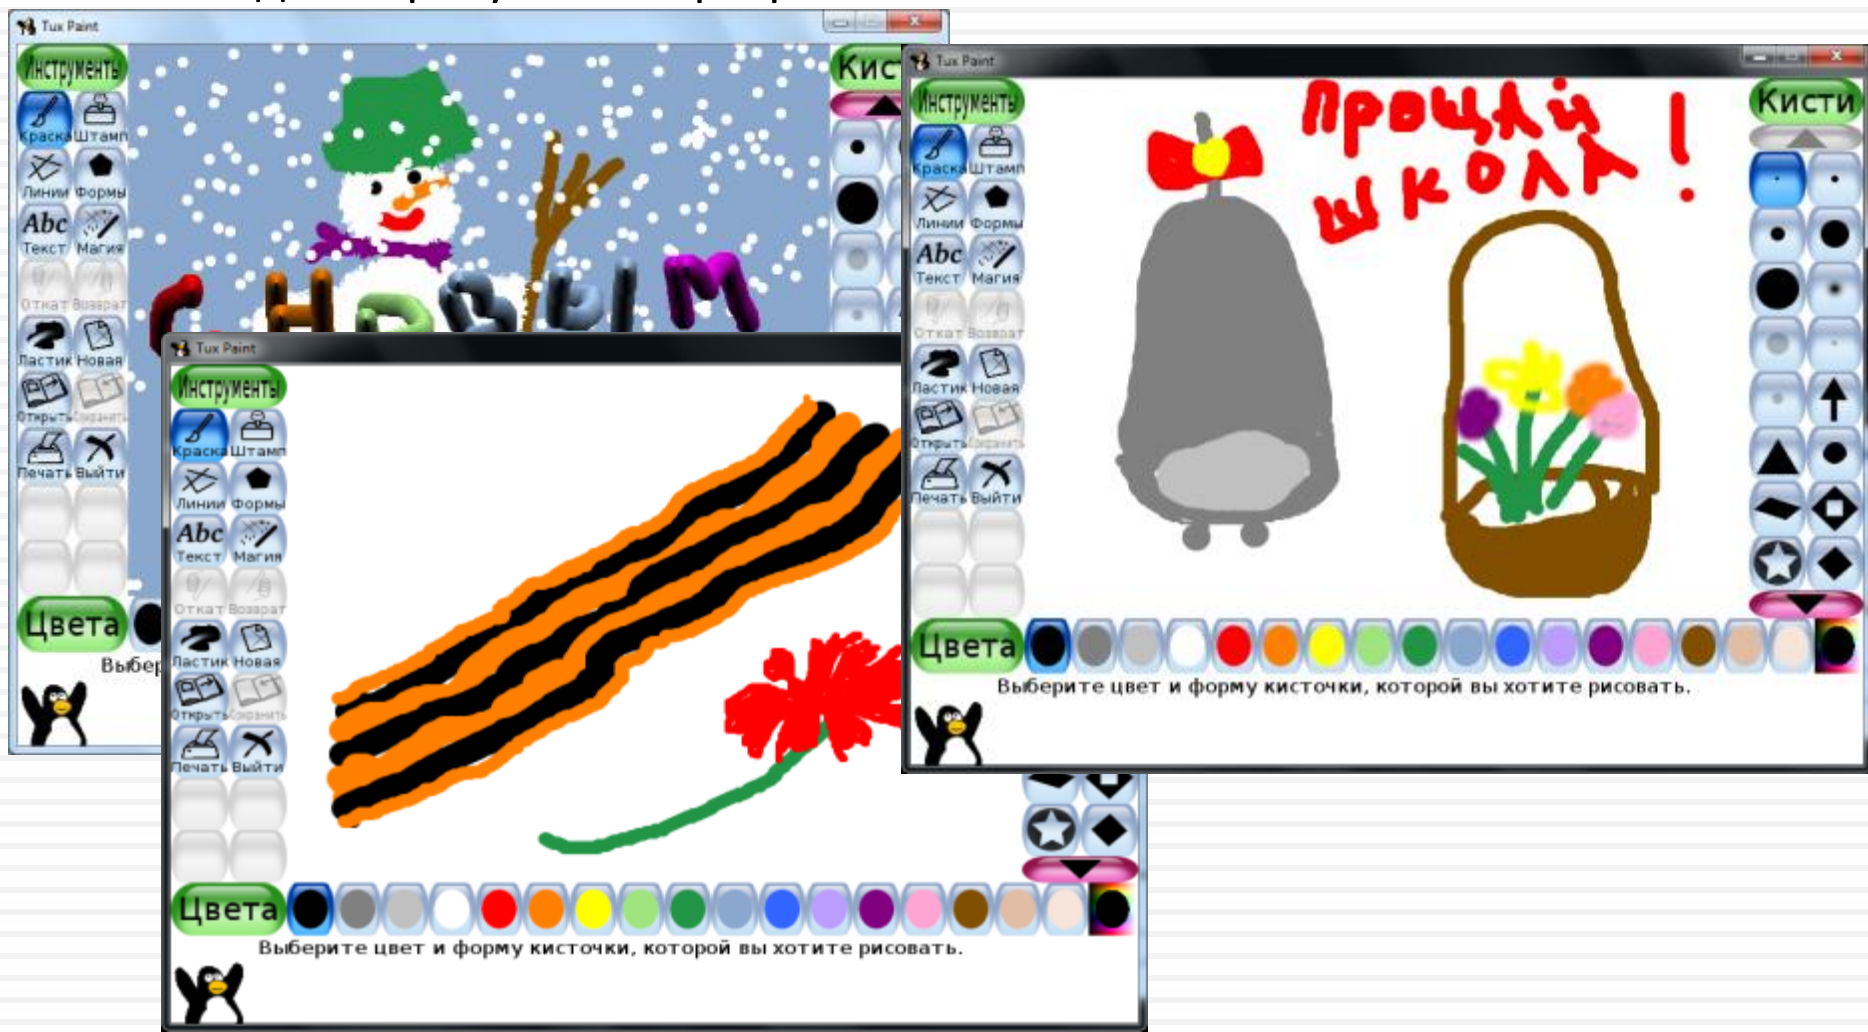 Tux Paint
Инструменты
Краска Штамп
Линии Формы
Abc
Текст Магия
Откат Возврат
Ластик Новая
Открыть Сохранить
Печать Выйти
Цвета
С НОВЫМ
Tux Paint
Инструменты
Краска Штамп
Линии Формы
Abc
Текст Магия
Откат Возврат
Ластик Новая
Открыть Сохранить
Печать Выйти
Цвета
Выберите цвет и форму кисточки, которой вы хотите рисовать.
Tux Paint
Инструменты
Кисти
Краска Штамп
Линии Формы
Abc
Текст Магия
Откат Возврат
Ластик Новая
Открыть Сохранить
Печать Выйти
ПРОЩАЙ
ШКОЛА!
Цвета
Выберите цвет и форму кисточки, которой вы хотите рисовать.